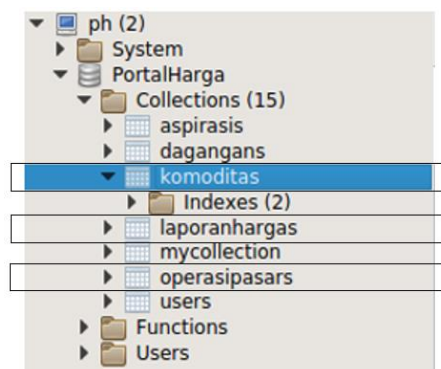 ph (2)
System
PortalHarga
Collections (15)
aspirasis
dagangans
komoditas
Indexes (2)
laporanhargas
mycollection
operasipasars
users
Functions
Users